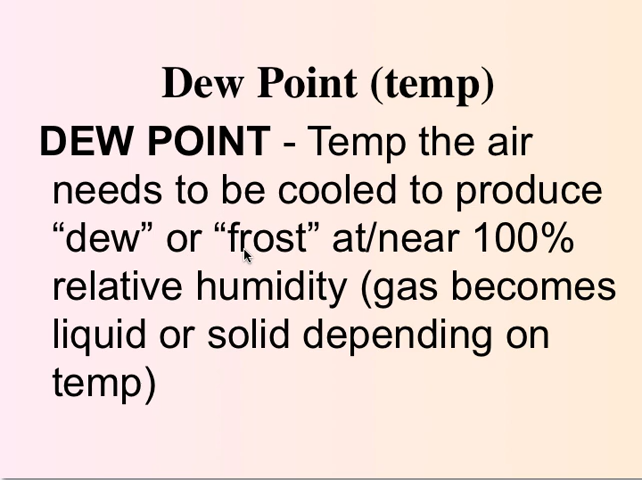 Dew Point (temp)
DEW POINT - Temp the air
needs to be cooled to produce
“dew” or “frost” at/near 100%
relative humidity (gas becomes
liquid or solid depending on
temp)